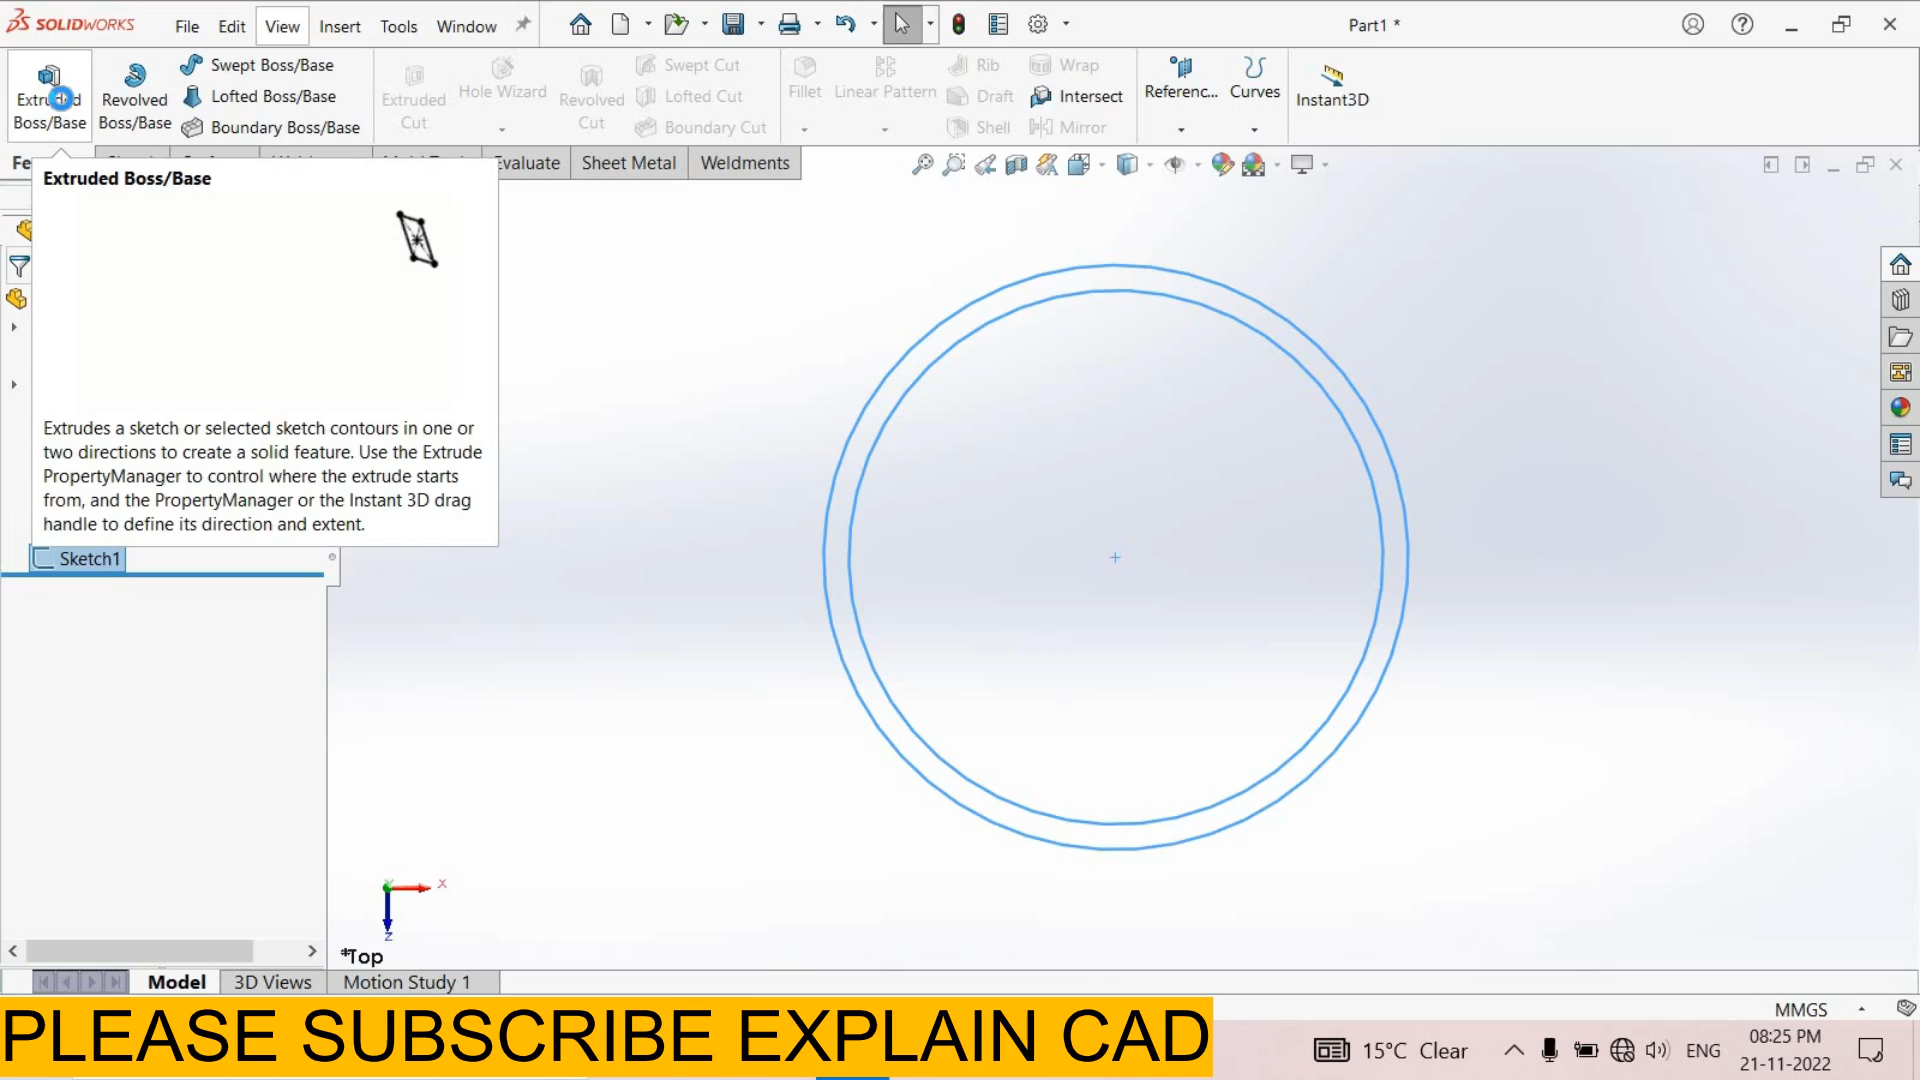 SOLIDWORKS File Edit View Insert Tools Window Part1 *
Extruded Boss/Base
Revolved Boss/Base
Swept Boss/Base
Lofted Boss/Base
Boundary Boss/Base
Extruded Cut
Hole Wizard
Revolved Cut
Swept Cut
Lofted Cut
Boundary Cut
Fillet
Linear Pattern
Rib
Draft
Shell
Wrap
Intersect
Mirror
Referenc...
Curves
Instant3D
Evaluate Sheet Metal Weldments
Extruded Boss/Base
Extrudes a sketch or selected sketch contours in one or
two directions to create a solid feature. Use the Extrude
PropertyManager to control where the extrude starts
from, and the PropertyManager or the Instant 3D drag
handle to define its direction and extent.
Sketch1
X
Z
*Top
Model 3D Views Motion Study 1
MMGS
PLEASE SUBSCRIBE EXPLAIN CAD
15°C Clear
ENG
08:25 PM
21-11-2022